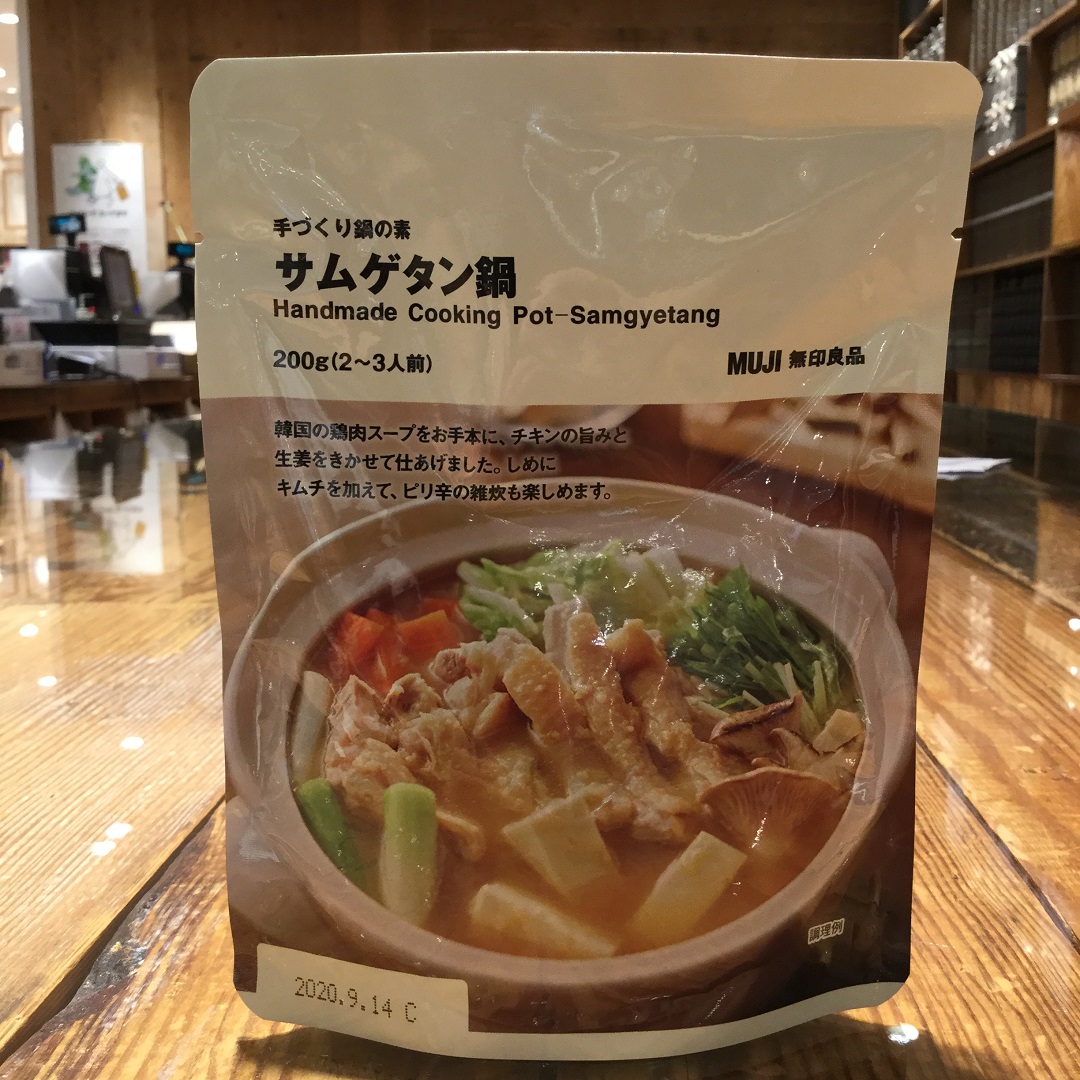 手づくり鍋の素
サムゲタン鍋
Handmade Cooking Pot-Samgyetang
200g(2〜3人前)
MUJI 無印良品
韓国の鶏肉スープをお手本に、チキンの旨みと
生姜をきかせて仕あげました。しめに
キムチを加えて、ピリ辛の雑炊も楽しめます。
調理例
2020.9.14 C